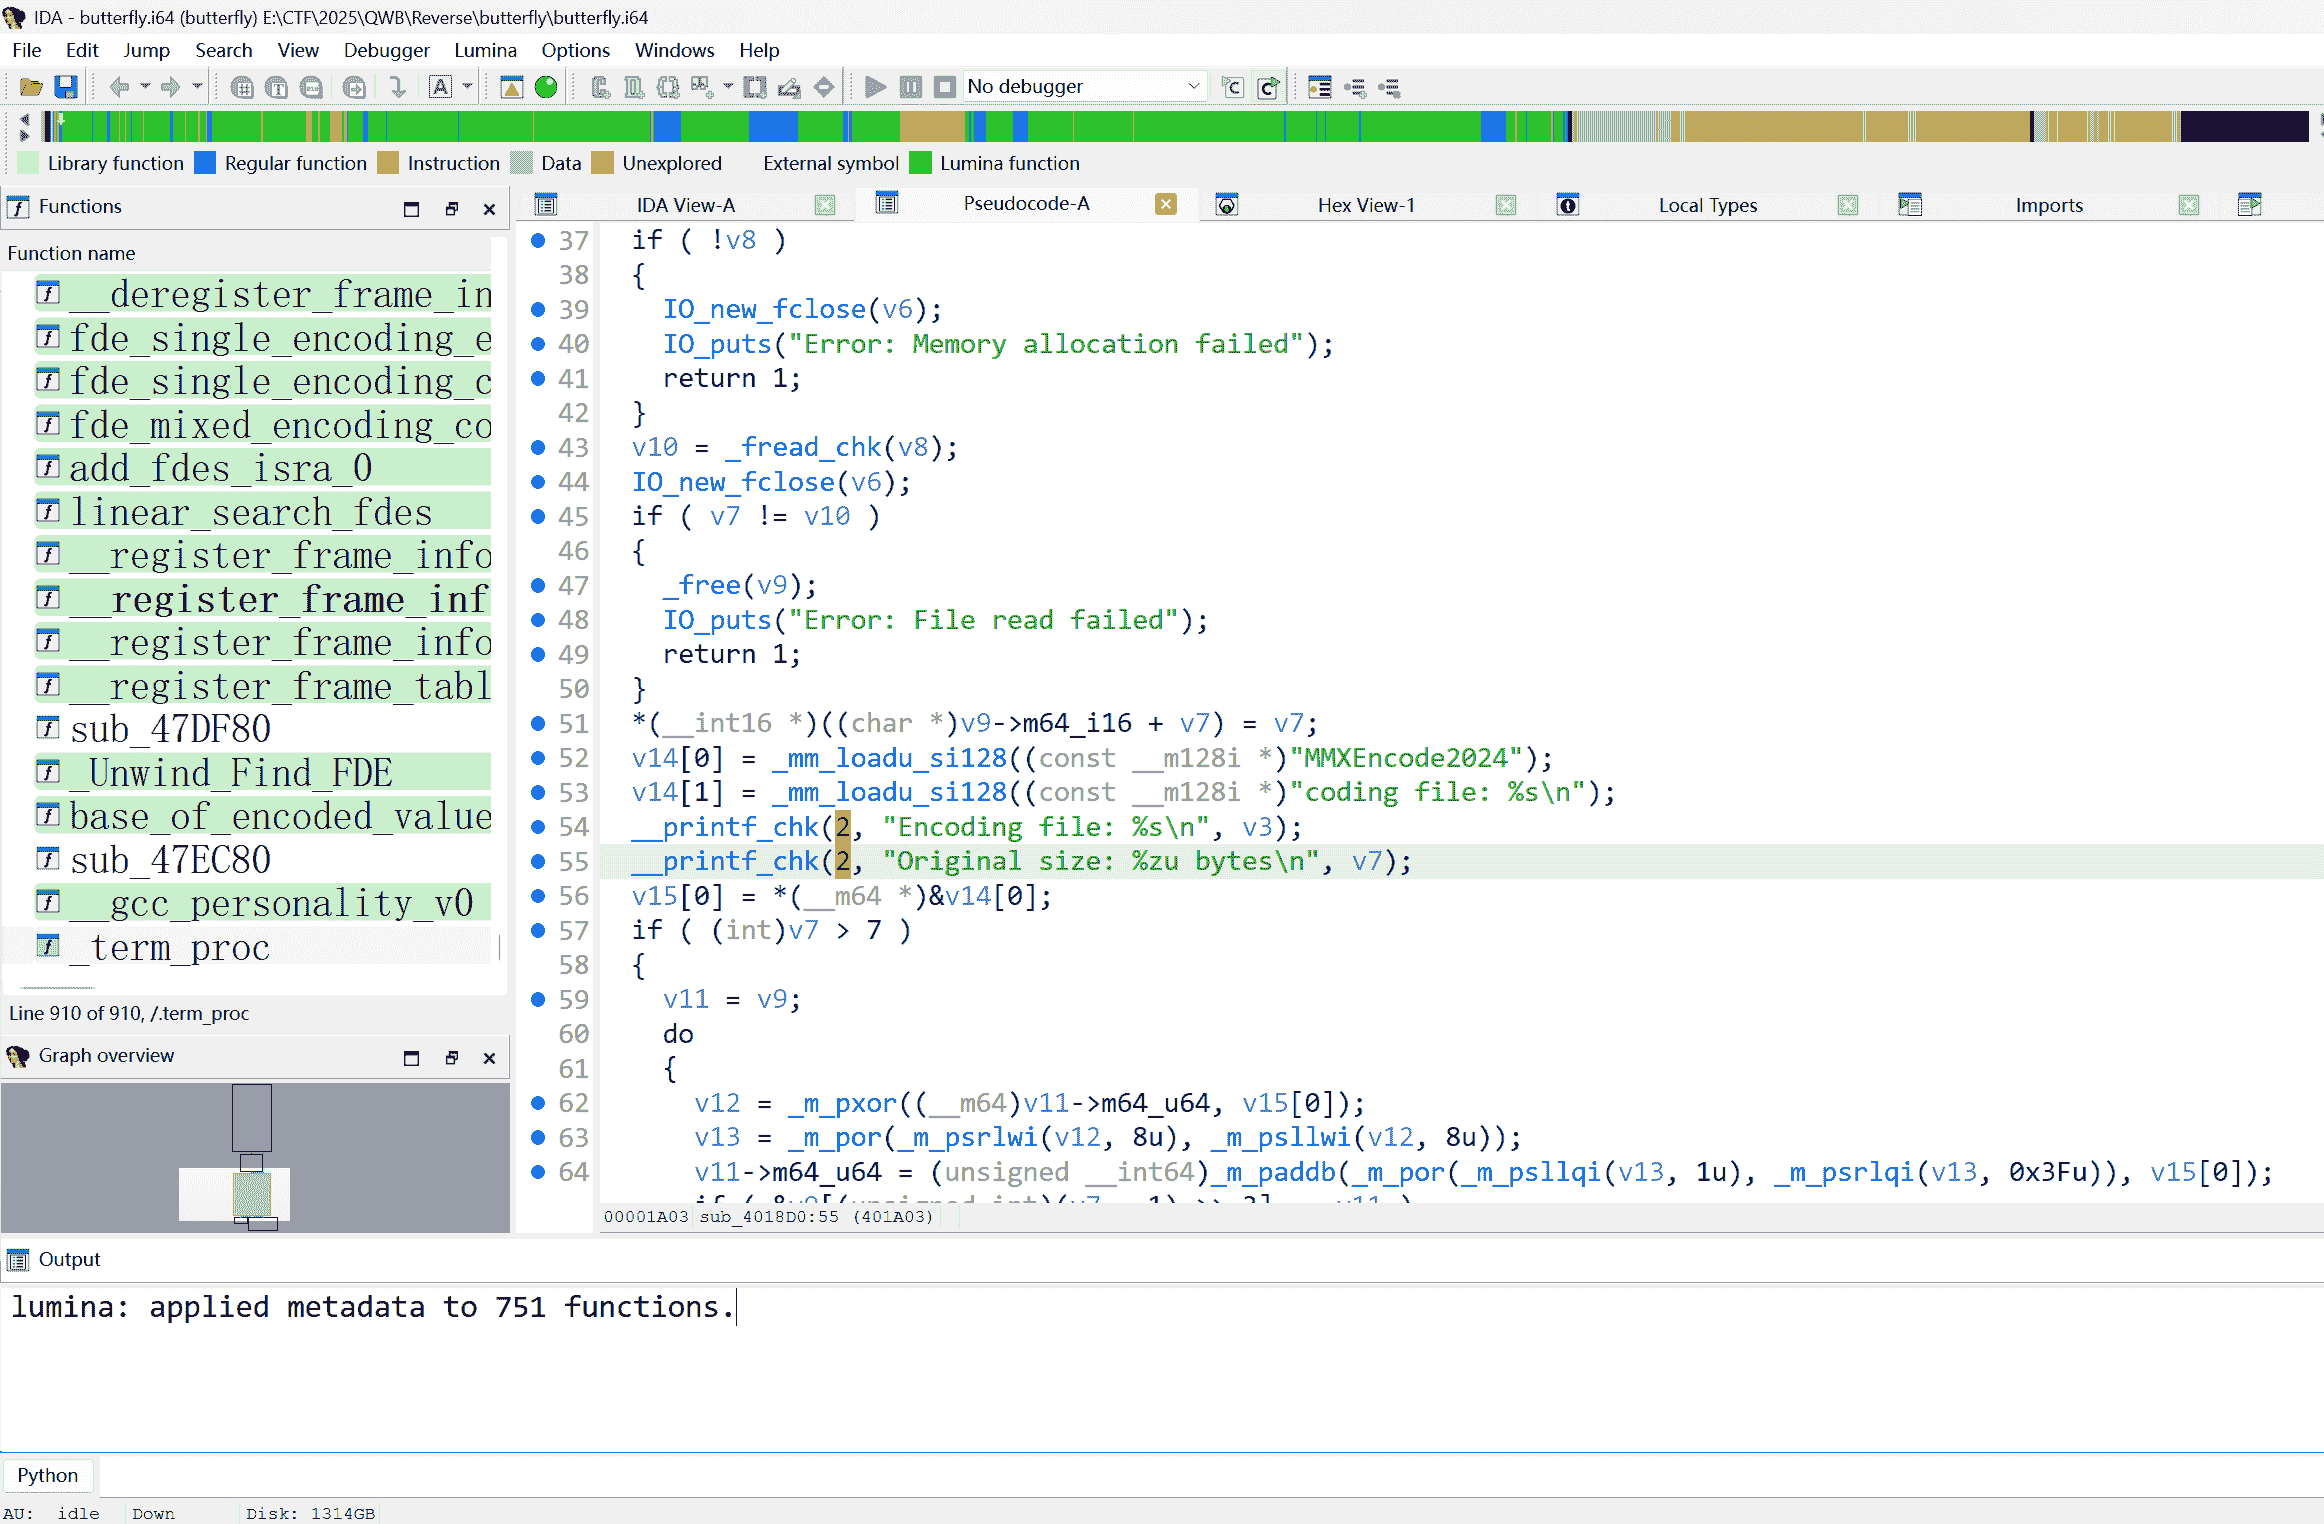 IDA - butterfly.i64 (butterfly) E:\CTF\2025\QWB\Reverse\butterfly\butterfly.i64
File Edit Jump Search View Debugger Lumina Options Windows Help
No debugger
Library function Regular function Instruction Data Unexplored External symbol Lumina function
Functions
Function name
__deregister_frame_in
fde_single_encoding_e
fde_single_encoding_c
fde_mixed_encoding_co
add_fdes_isra_0
linear_search_fdes
__register_frame_info
__register_frame_inf
__register_frame_info
__register_frame_tabl
sub_47DF80
_Unwind_Find_FDE
base_of_encoded_value
sub_47EC80
__gcc_personality_v0
_term_proc
Line 910 of 910, /.term_proc
Graph overview
IDA View-A Pseudocode-A Hex View-1 Local Types Imports
37 if ( !v8 )
38 {
39 IO_new_fclose(v6);
40 IO_puts("Error: Memory allocation failed");
41 return 1;
42 }
43 v10 = _fread_chk(v8);
44 IO_new_fclose(v6);
45 if ( v7 != v10 )
46 {
47 _free(v9);
48 IO_puts("Error: File read failed");
49 return 1;
50 }
51 *(__int16 *)((char *)v9->m64_i16 + v7) = v7;
52 v14[0] = _mm_loadu_si128((const __m128i *)"MMXEncode2024");
53 v14[1] = _mm_loadu_si128((const __m128i *)"coding file: %s\n");
54 __printf_chk(2, "Encoding file: %s\n", v3);
55 __printf_chk(2, "Original size: %zu bytes\n", v7);
56 v15[0] = *(__m64 *)&v14[0];
57 if ( (int)v7 > 7 )
58 {
59 v11 = v9;
60 do
61 {
62 v12 = _m_pxor((__m64)v11->m64_u64, v15[0]);
63 v13 = _m_por(_m_psrlwi(v12, 8u), _m_psllwi(v12, 8u));
64 v11->m64_u64 = (unsigned __int64)_m_paddb(_m_por(_m_psllqi(v13, 1u), _m_psrlqi(v13, 0x3Fu)), v15[0]);
00001A03 sub_4018D0:55 (401A03)
Output
lumina: applied metadata to 751 functions.
Python
AU: idle Down Disk: 1314GB